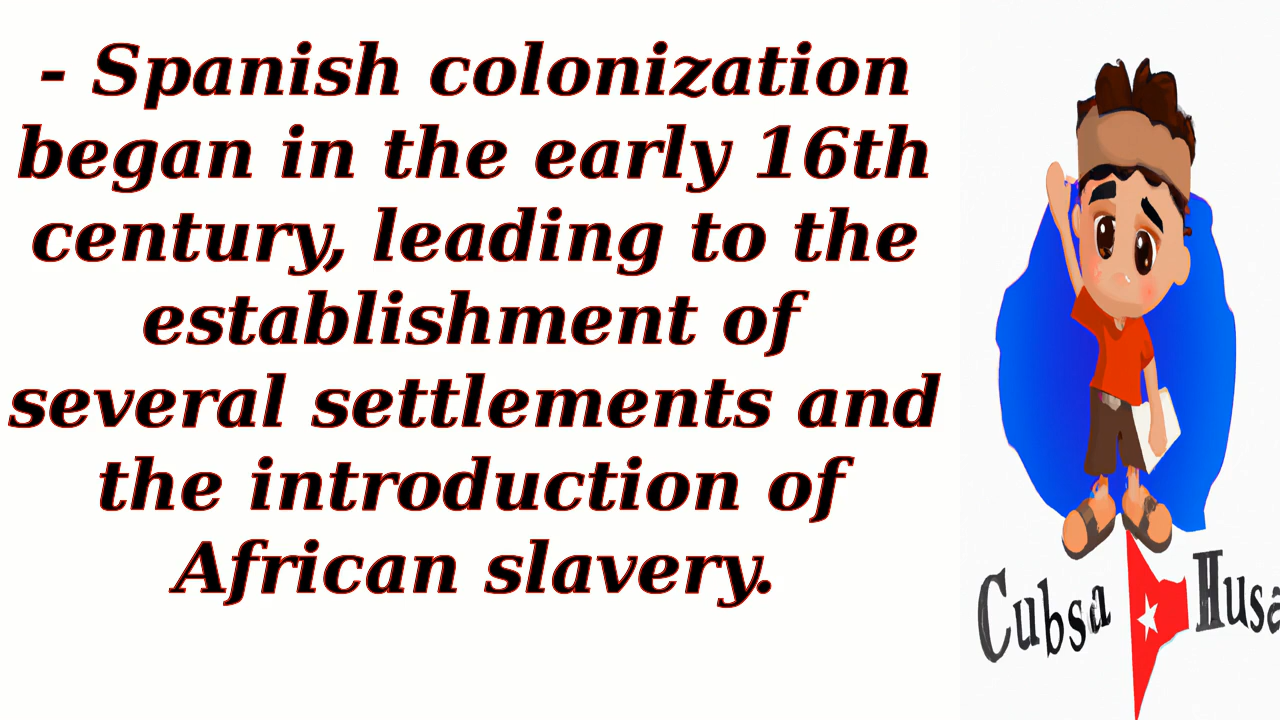 - Spanish colonization
began in the early 16th
century, leading to the
establishment of
several settlements and
the introduction of
African slavery.
Cubsa Husa